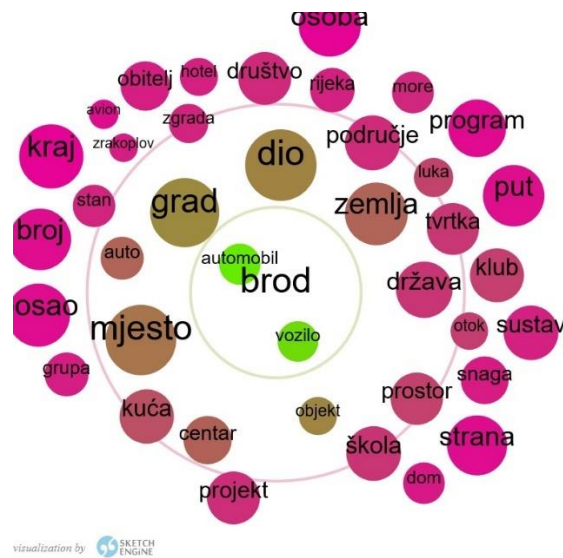 osoba
hotel
društvo
obitelj
rijeka
more
avion
zgrada
program
kraj
zrakoplov
dio
područje
luka
put
stan
grad
zemlja
tvrtka
broj
auto
automobil
brod
država
klub
osao
mjesto
vozilo
otok
sustav
grupa
kuća
objekt
prostor
snaga
centar
škola
strana
dom
projekt
visualization by SKETCH
ENGINE